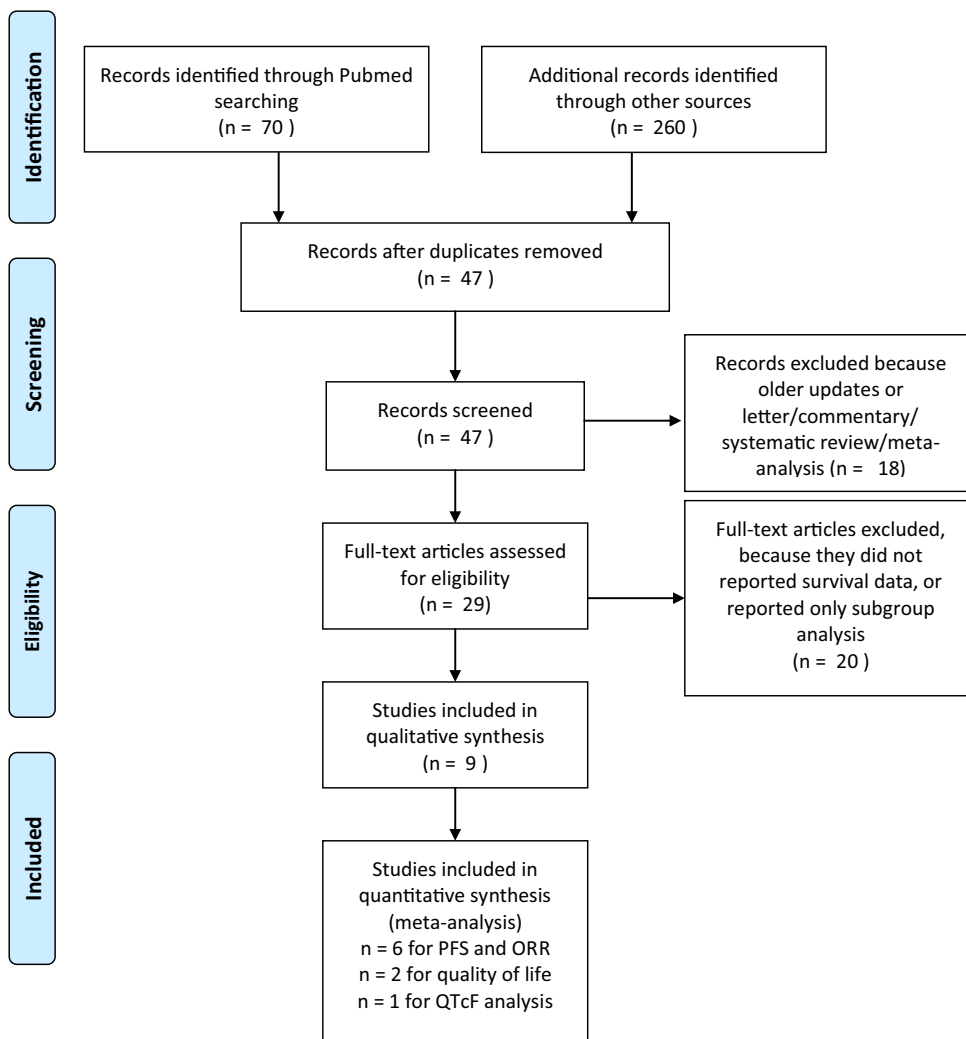 Identification
Records identified through Pubmed
searching
(n = 70 )
Additional records identified
through other sources
(n = 260 )
Records after duplicates removed
(n = 47 )
Screening
Records screened
(n = 47 )
Records excluded because
older updates or
letter/commentary/
systematic review/meta-
analysis (n = 18)
Eligibility
Full-text articles assessed
for eligibility
(n = 29)
Full-text articles excluded,
because they did not
reported survival data, or
reported only subgroup
analysis
(n = 20 )
Studies included in
qualitative synthesis
(n = 9 )
Included
Studies included in
quantitative synthesis
(meta-analysis)
n = 6 for PFS and ORR
n = 2 for quality of life
n = 1 for QTcF analysis